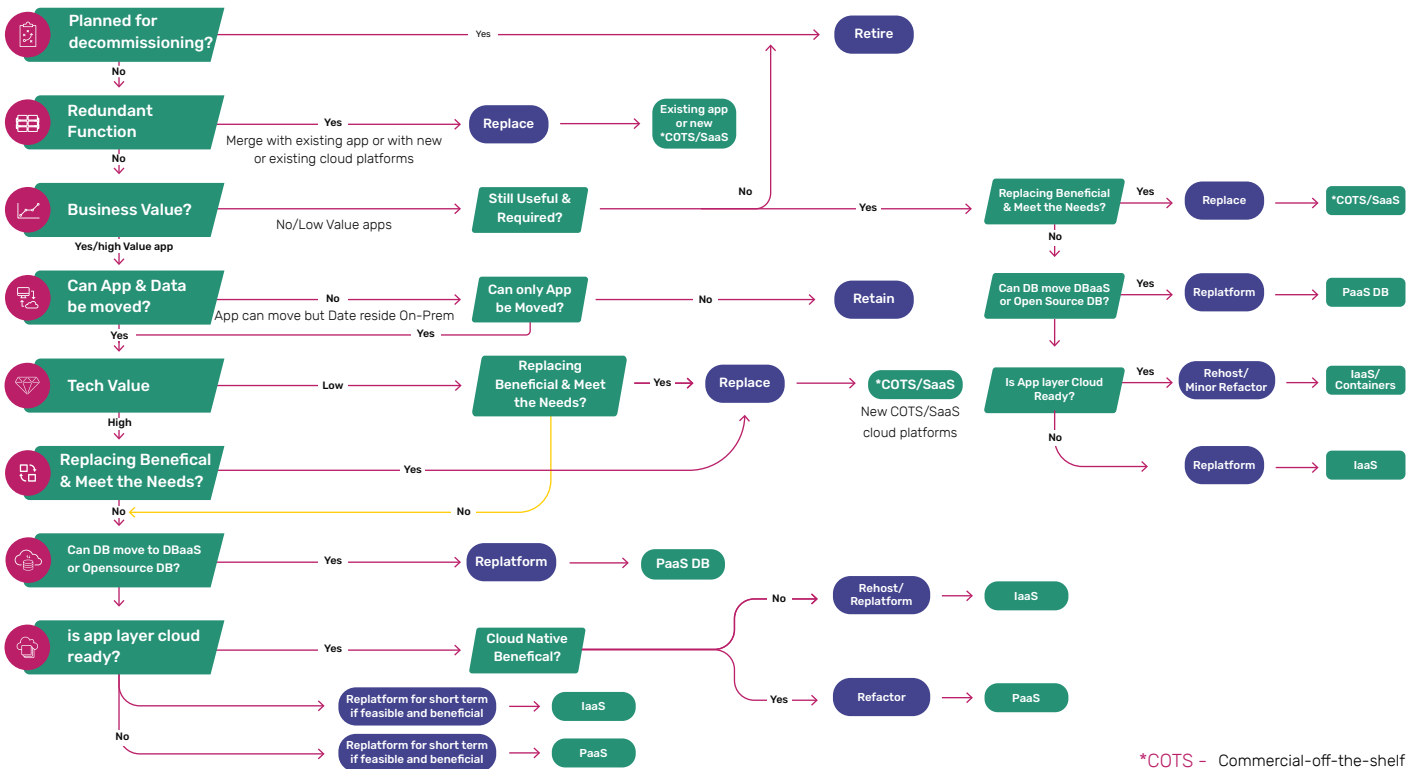 Planned for
decommissioning?
Yes
Retire
No
Redundant
Function
Yes
Merge with existing app or with new
or existing cloud platforms
Replace
Existing app
or new
*COTS/SaaS
No
Business Value?
No/Low Value apps
Still Useful &
Required?
No
Yes
Replacing Beneficial
& Meet the Needs?
Yes
Replace
*COTS/SaaS
No
Yes/high Value app
Can App & Data
be moved?
No
App can move but Date reside On-Prem
Can only App
be Moved?
No
Retain
Can DB move DBaaS
or Open Source DB?
Yes
Replatform
PaaS DB
Yes
Yes
Tech Value
Low
Replacing
Beneficial & Meet
the Needs?
Yes
Replace
*COTS/SaaS
New COTS/SaaS
cloud platforms
Is App layer Cloud
Ready?
Yes
Rehost/
Minor Refactor
IaaS/
Containers
No
Replatform
IaaS
High
Replacing Benefical
& Meet the Needs?
Yes
No
No
Can DB move to DBaaS
or Opensource DB?
Yes
Replatform
PaaS DB
is app layer cloud
ready?
Yes
Cloud Native
Benefical?
No
Rehost/
Replatform
IaaS
Yes
Refactor
PaaS
Replatform for short term
if feasible and beneficial
IaaS
No
Replatform for short term
if feasible and beneficial
PaaS
*COTS - Commercial-off-the-shelf